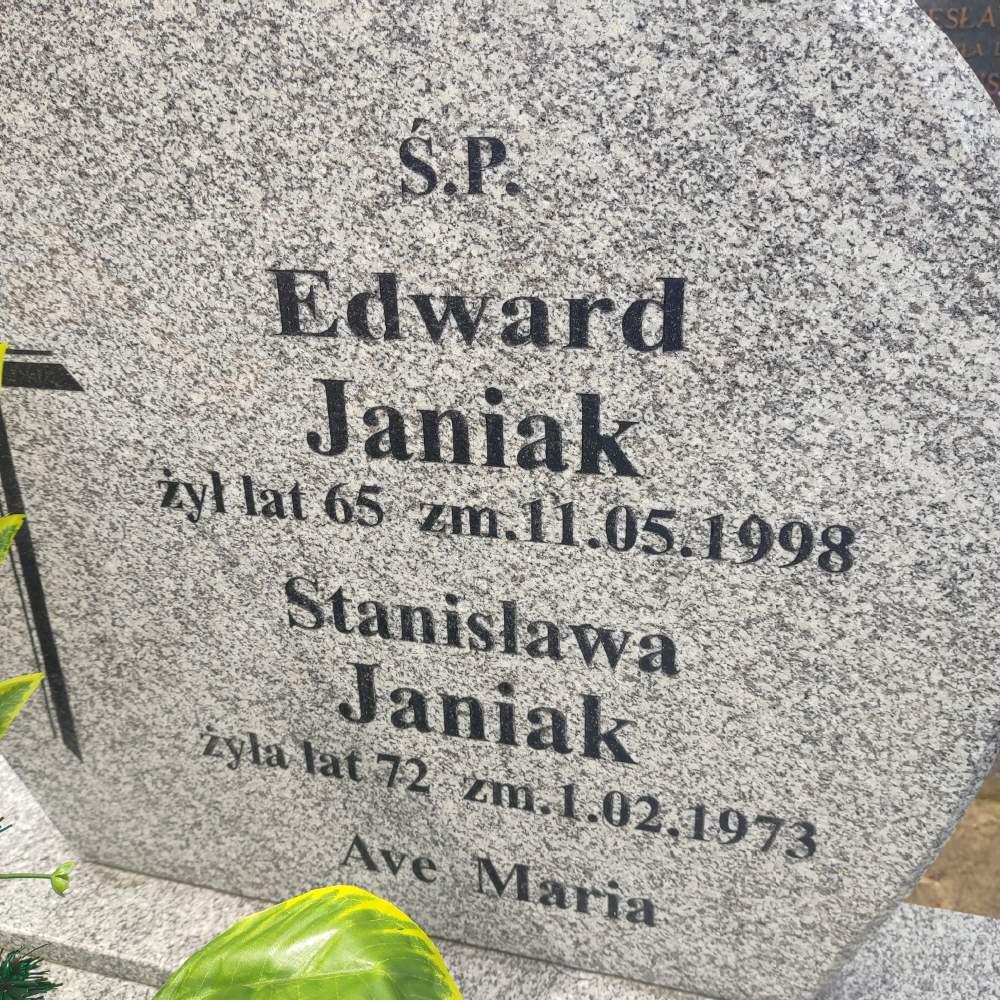 Ś.P.
Edward
Janiak
żył lat 65 zm.11.05.1998
Stanisława
Janiak
żyła lat 72 zm.1.02.1973
Ave Maria